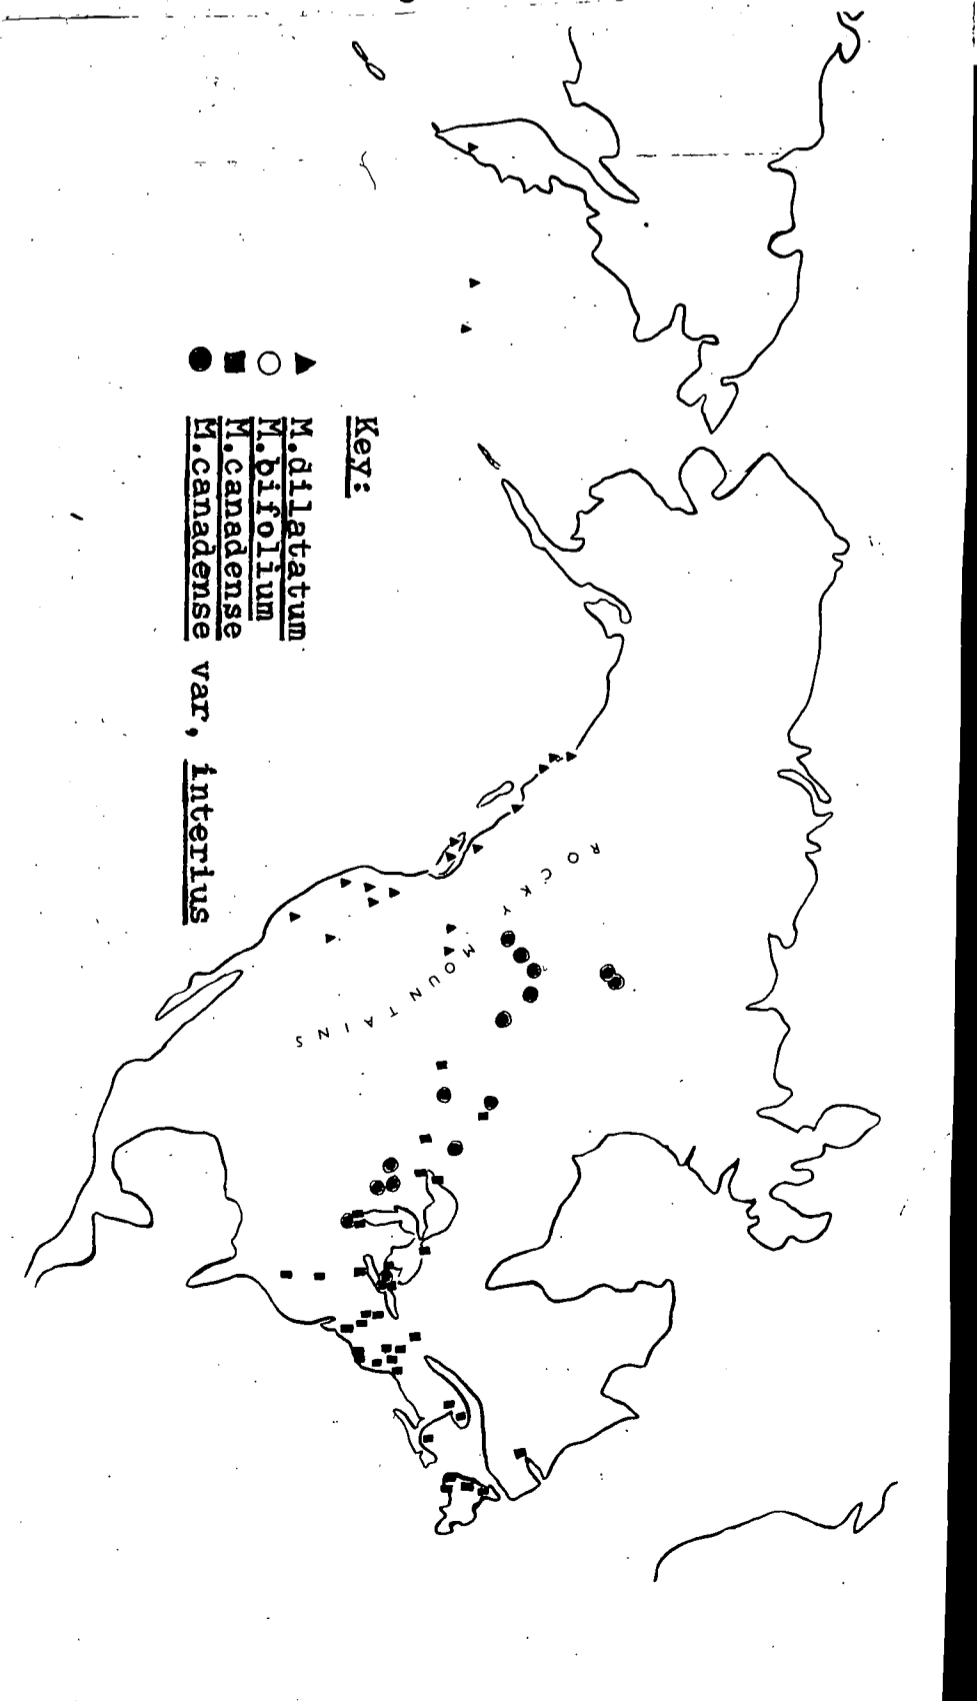 Key:
M.dilatatum
M.bifolium
M.canadense
M.canadense var, interius
ROCKY MOUNTAINS